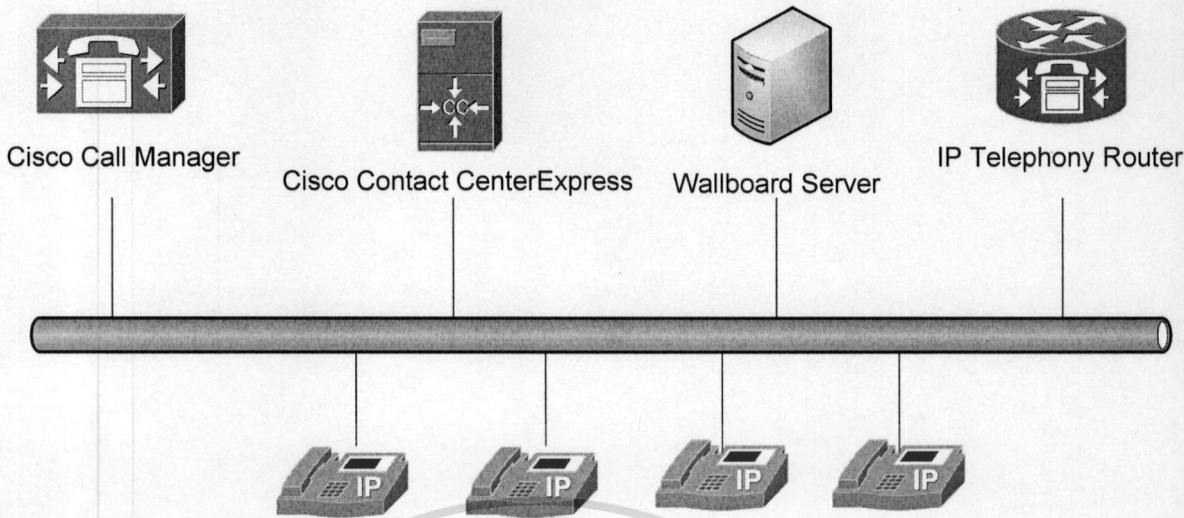 CC
Cisco Call Manager
Cisco Contact CenterExpress
Wallboard Server
IP Telephony Router
IP
IP
IP
IP